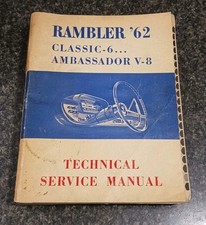 RAMBLER '62
CLASSIC-6...
AMBASSADOR V-8
TECHNICAL
SERVICE MANUAL